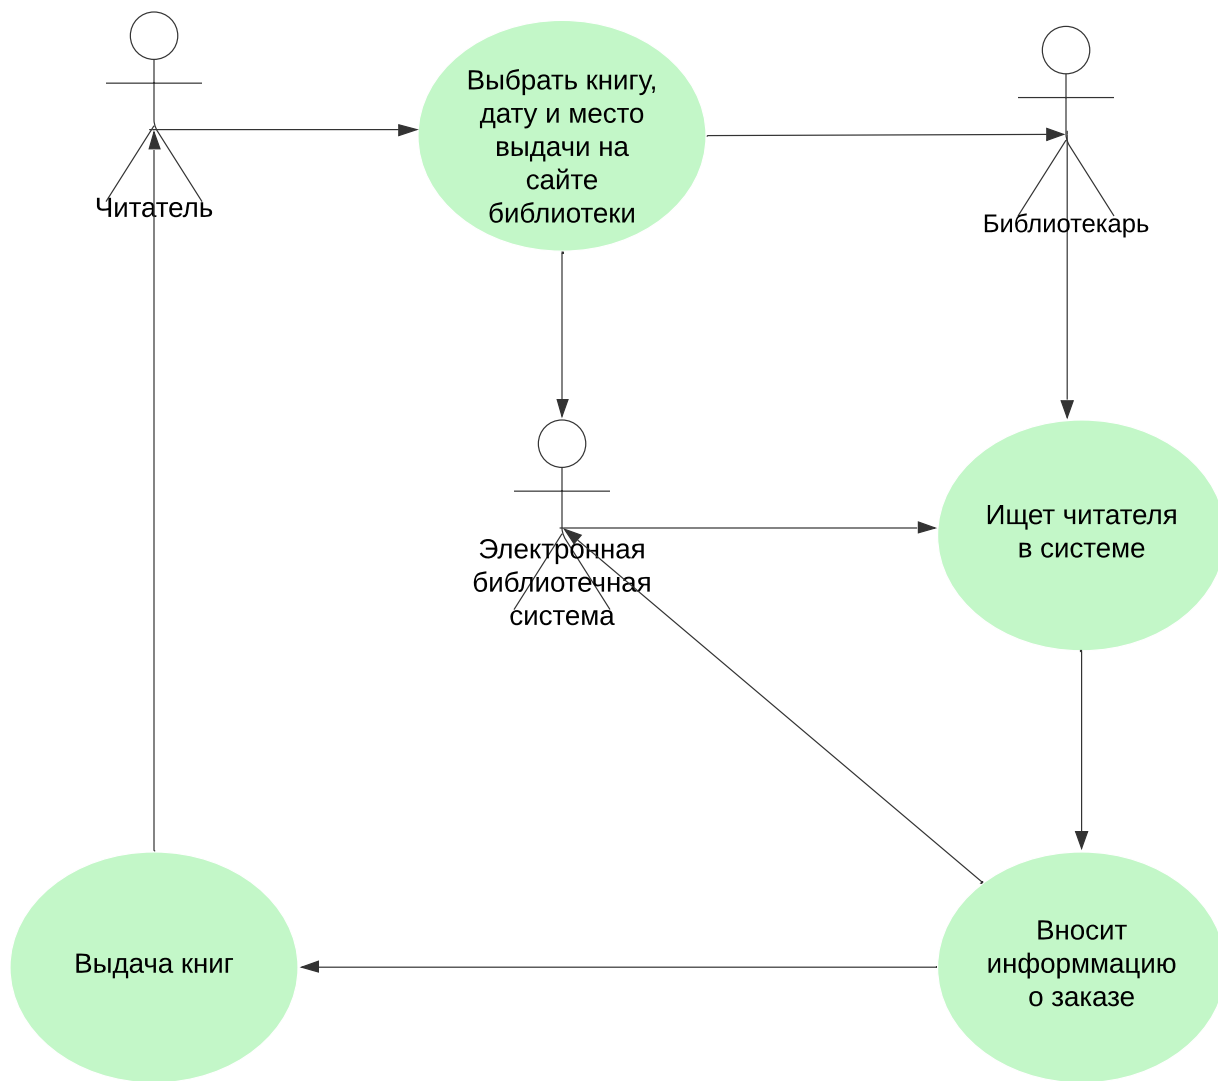 Читатель
Выбрать книгу,
дату и место
выдачи на
сайте
библиотеки
Библиотекарь
Электронная
библиотечная
система
Ищет читателя
в системе
Выдача книг
Вносит
информмацию
о заказе